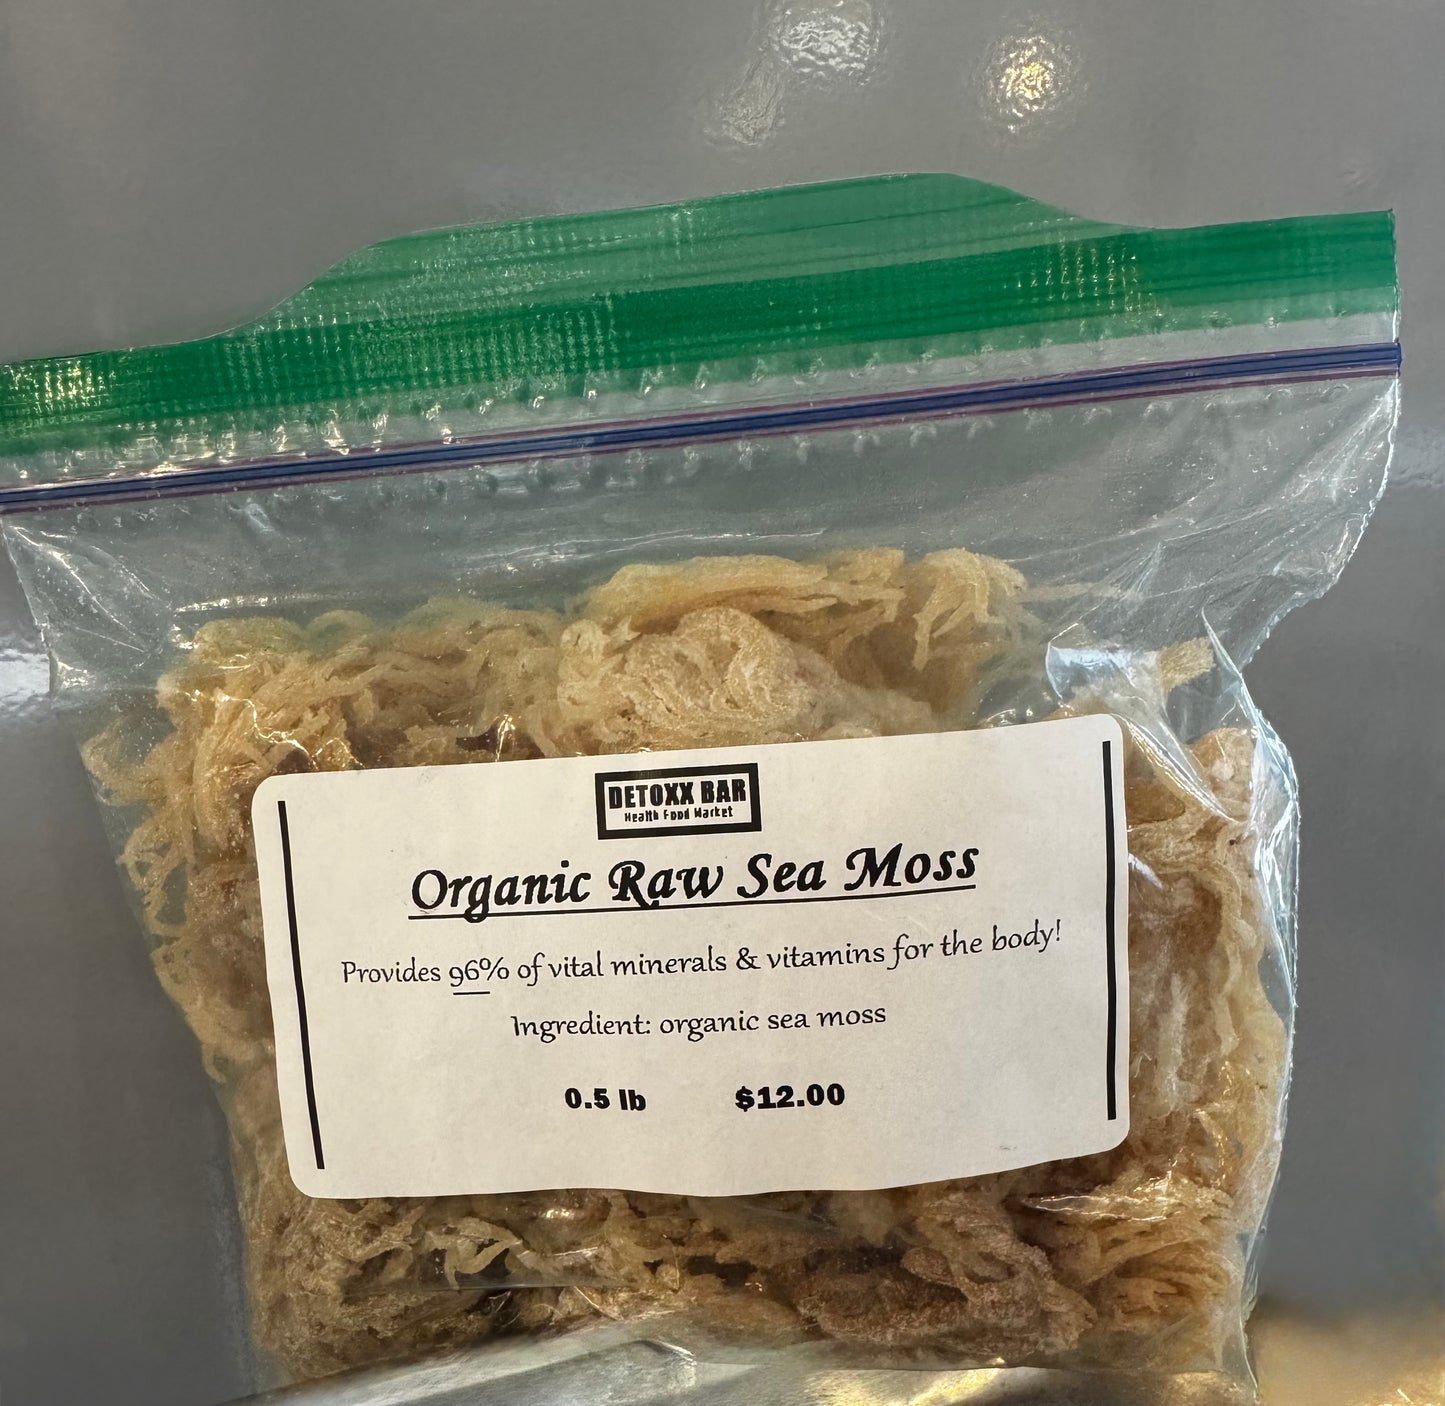 DETOXX BAR
Health Food Market
Organic Raw Sea Moss
Provides 96% of vital minerals & vitamins for the body!
Ingredient: organic sea moss
0.5 lb $12.00